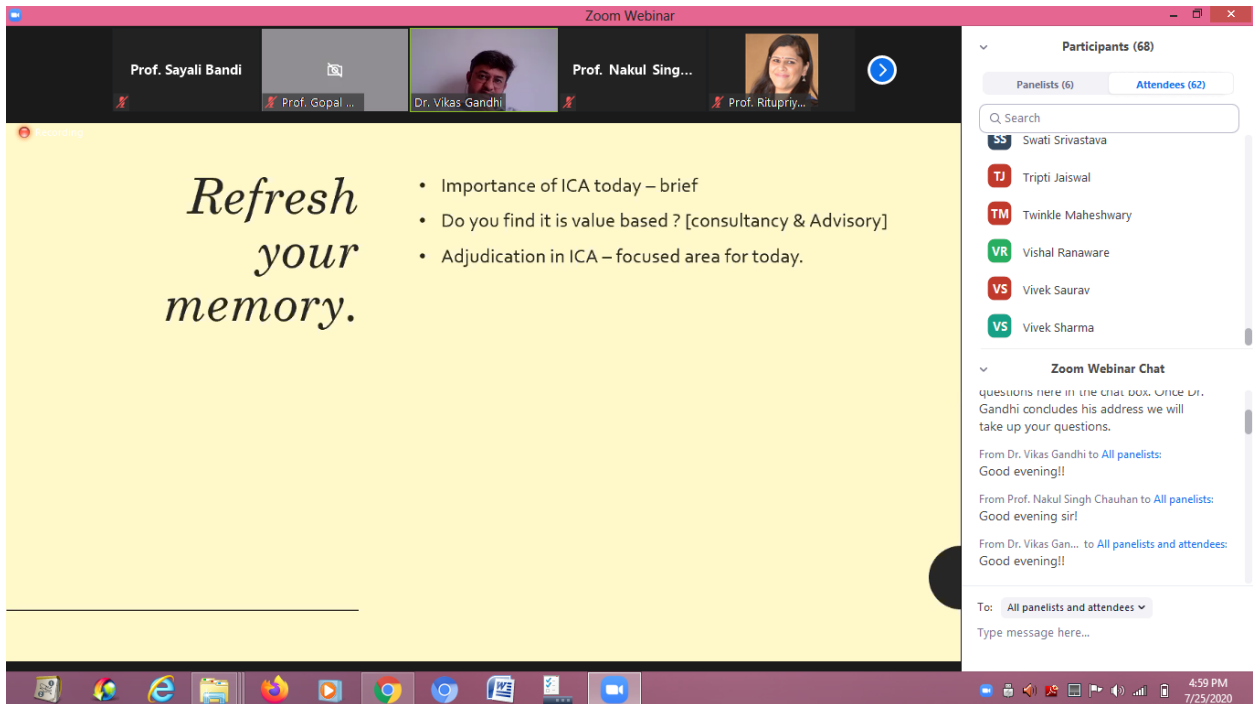 Zoom Webinar
Prof. Sayali Bandi
Prof. Gopal ...
Dr. Vikas Gandhi
Prof. Nakul Sing...
Prof. Ritupriy...
Recording
Refresh
your
memory.
• Importance of ICA today – brief
• Do you find it is value based ? [consultancy & Advisory]
• Adjudication in ICA – focused area for today.
Participants (68)
Panelists (6)
Attendees (62)
Search
SS Swati Srivastava
TJ Tripti Jaiswal
TM Twinkle Maheshwary
VR Vishal Ranaware
VS Vivek Saurav
VS Vivek Sharma
Zoom Webinar Chat
questions here in the chat box. Once Dr.
Gandhi concludes his address we will
take up your questions.
From Dr. Vikas Gandhi to All panelists:
Good evening!!
From Prof. Nakul Singh Chauhan to All panelists:
Good evening sir!
From Dr. Vikas Gan... to All panelists and attendees:
Good evening!!
To: All panelists and attendees
Type message here...
4:59 PM
7/25/2020